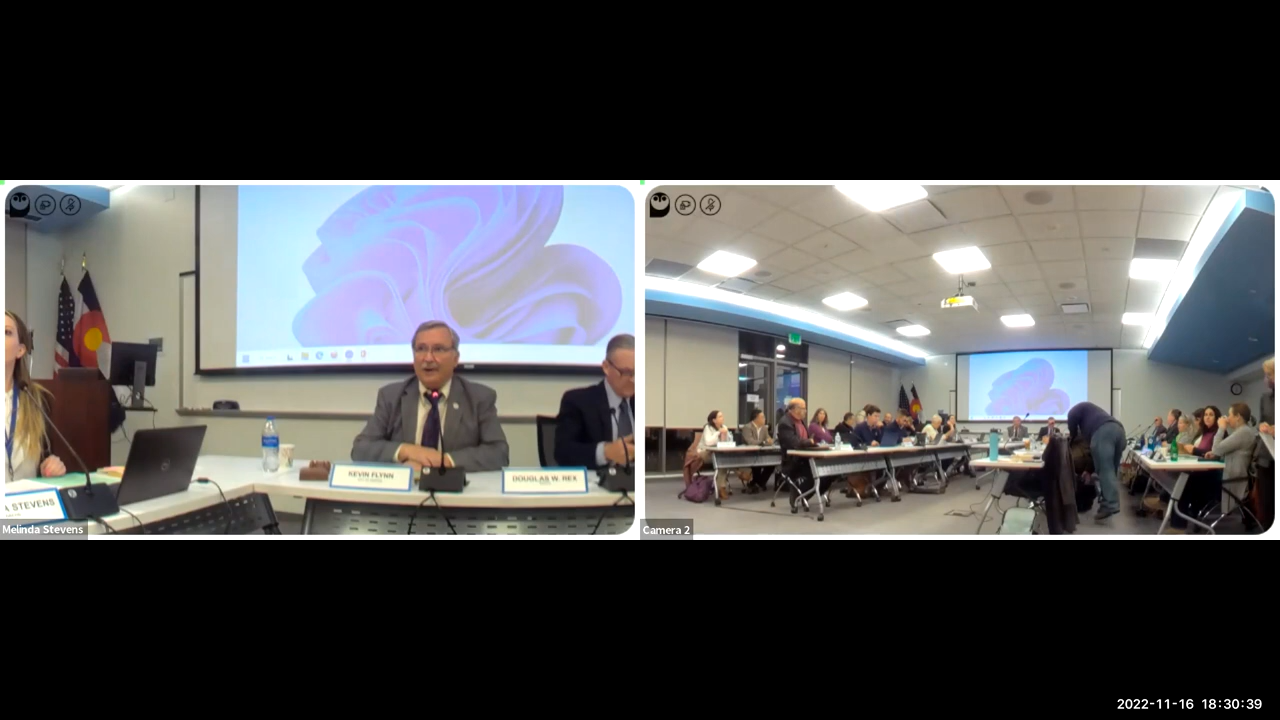 A STEVENS
KEVIN FLYNN
DOUGLAS W. REX
Melinda Stevens
Camera 2
2022-11-16 18:30:39